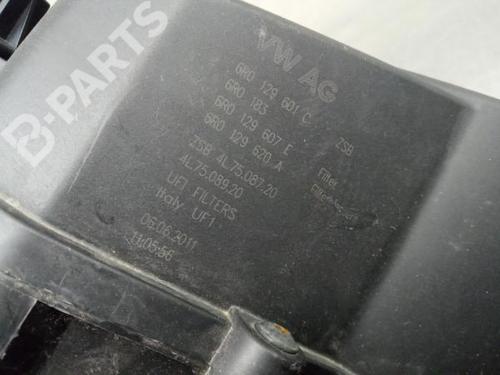 B-PARTS
VW AG
6R0 129 601 C ZSB
6R0 183
6R0 129 607 E Filter
6R0 129 620 A
ZSB 4L75.087.20
4L75.089.20
UFI FILTERS
Italy UFI
06.06.2011
11:05:56